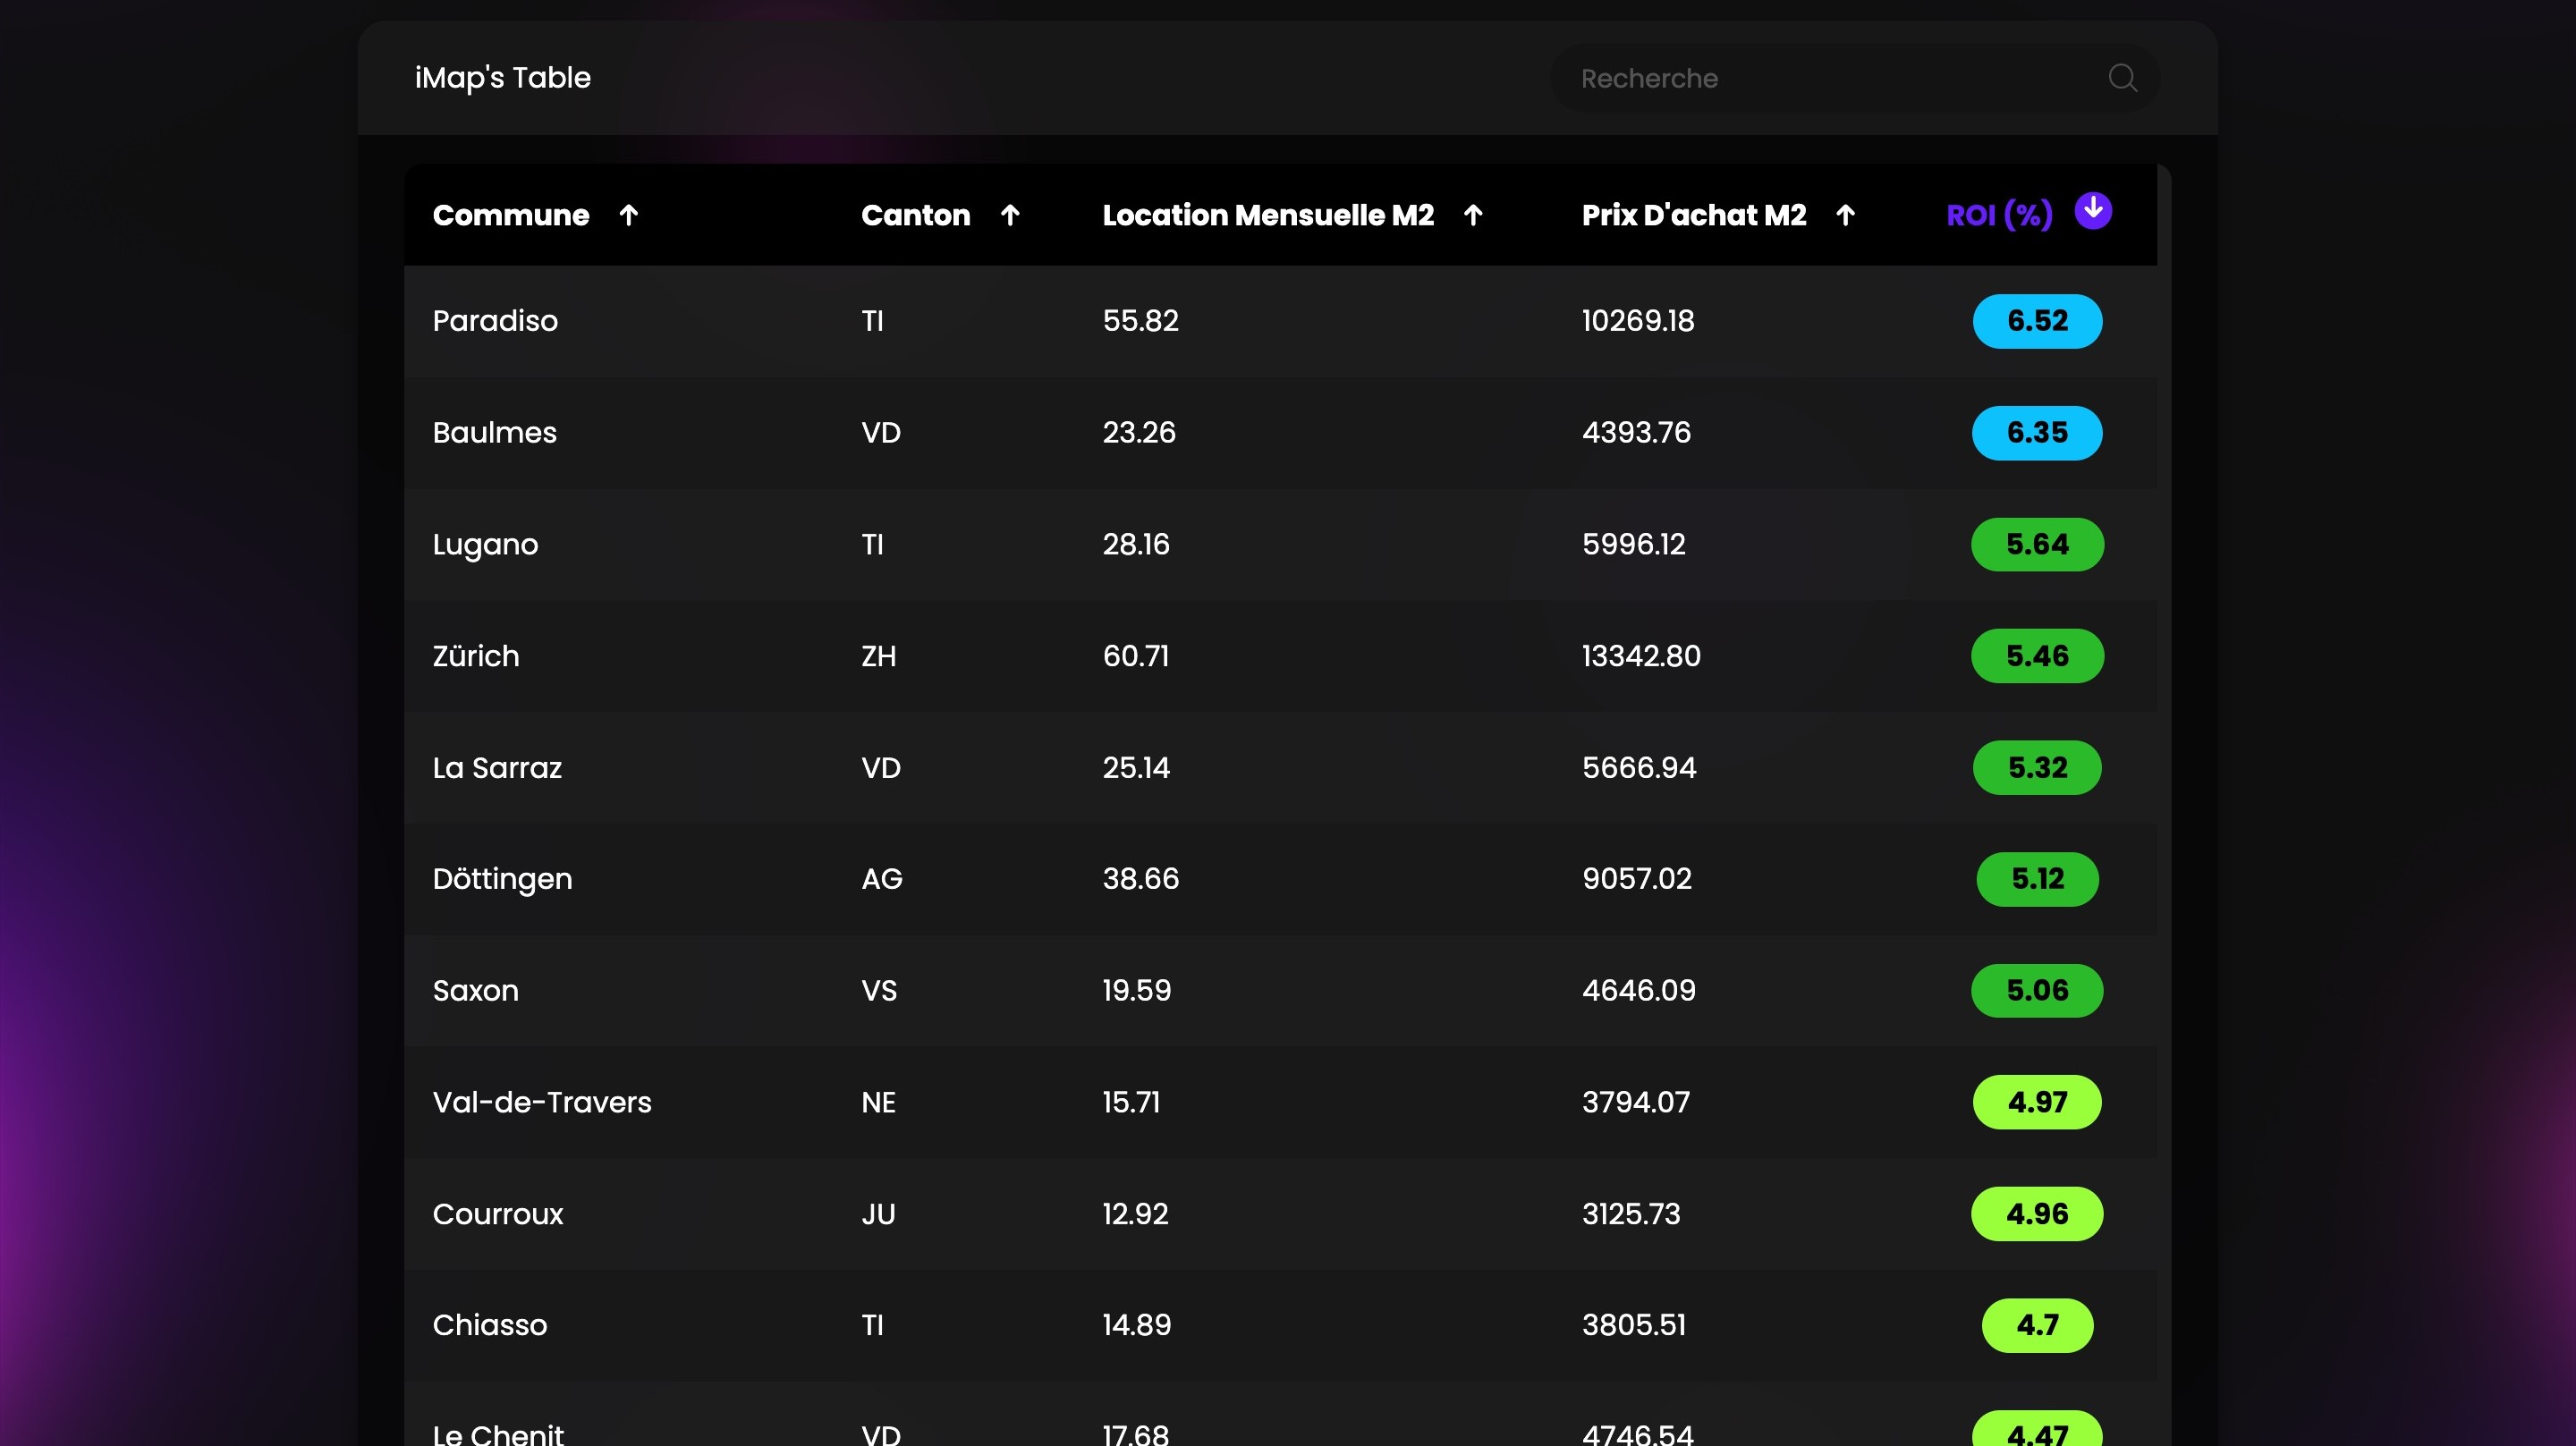 iMap's Table
Recherche
Commune Canton Location Mensuelle M2 Prix D'achat M2 ROI (%)
Paradiso TI 55.82 10269.18 6.52
Baulmes VD 23.26 4393.76 6.35
Lugano TI 28.16 5996.12 5.64
Zürich ZH 60.71 13342.80 5.46
La Sarraz VD 25.14 5666.94 5.32
Döttingen AG 38.66 9057.02 5.12
Saxon VS 19.59 4646.09 5.06
Val-de-Travers NE 15.71 3794.07 4.97
Courroux JU 12.92 3125.73 4.96
Chiasso TI 14.89 3805.51 4.7
Le Chenit VD 17.68 4746.54 4.47